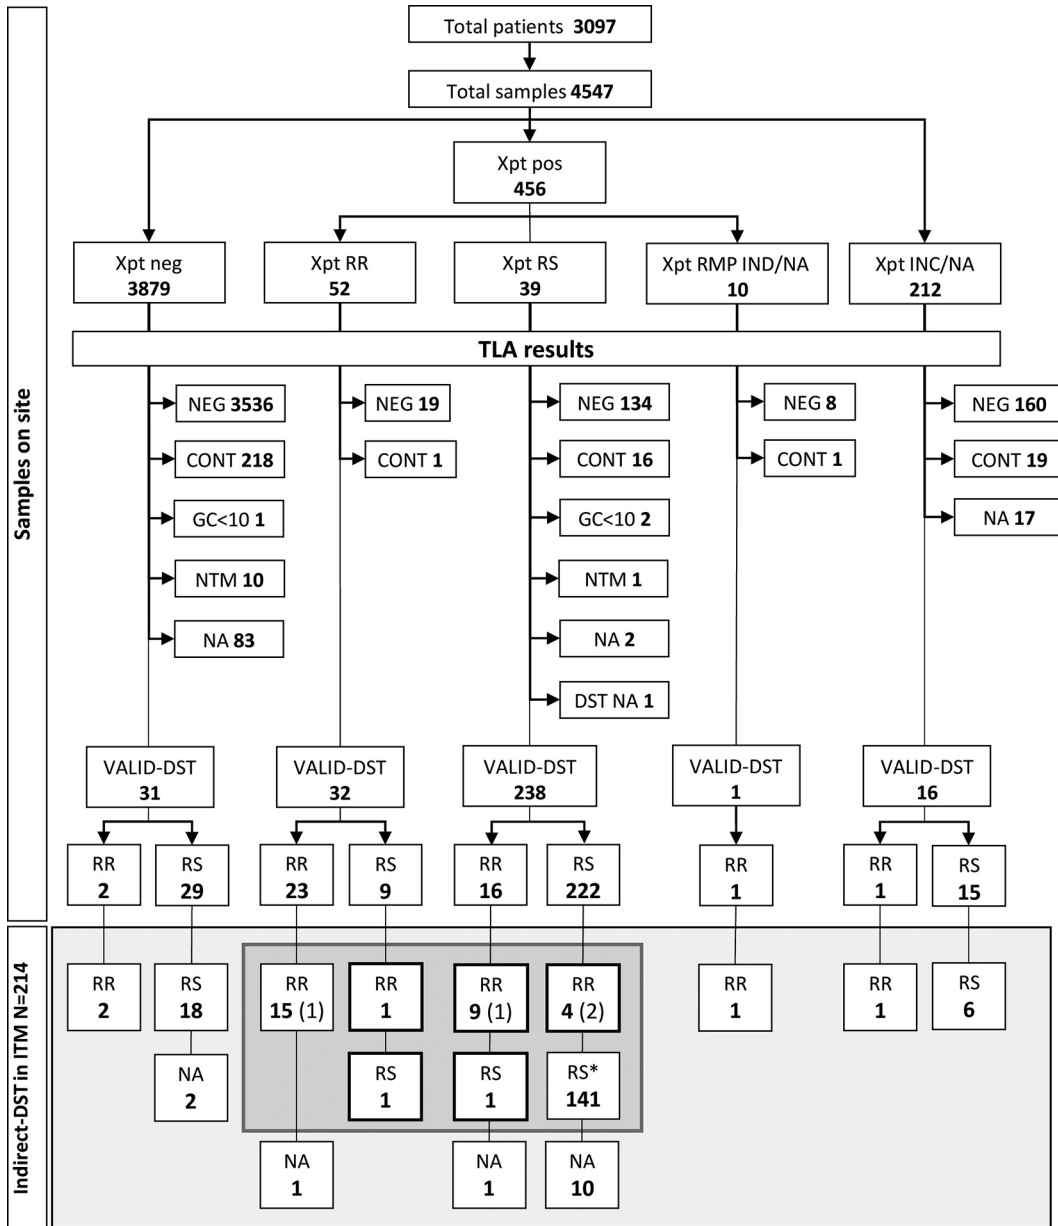 Total patients 3097
Total samples 4547
Xpt pos
456
Xpt neg
3879
Xpt RR
52
Xpt RS
39
Xpt RMP IND/NA
10
Xpt INC/NA
212
TLA results
Samples on site
NEG 3536
CONT 218
GC<10 1
NTM 10
NA 83
NEG 19
CONT 1
NEG 134
CONT 16
GC<10 2
NTM 1
NA 2
DST NA 1
NEG 8
CONT 1
NEG 160
CONT 19
NA 17
VALID-DST
31
VALID-DST
32
VALID-DST
238
VALID-DST
1
VALID-DST
16
RR
2
RS
29
RR
23
RS
9
RR
16
RS
222
RR
1
RR
1
RS
15
Indirect-DST in ITM N=214
RR
2
RS
18
RR
15 (1)
RR
1
RR
9 (1)
RR
4 (2)
RR
1
RR
1
RS
6
NA
2
RS
1
RS
1
RS*
141
NA
1
NA
1
NA
10